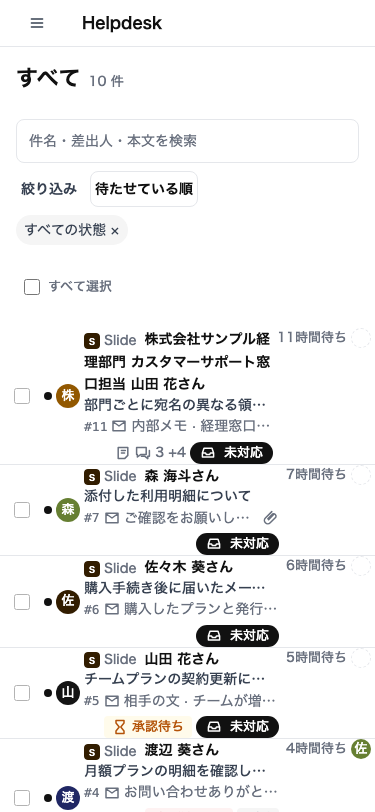 Helpdesk
すべて 10 件
件名・差出人・本文を検索
絞り込み 待たせている順
すべての状態 ×
すべて選択
S Slide 株式会社サンプル経 11時間待ち
理部門 カスタマーサポート窓
口担当 山田 花さん
株
部門ごとに宛名の異なる領…
#11 内部メモ · 経理窓口…
3 +4 未対応
S Slide 森 海斗さん 7時間待ち
森
添付した利用明細について
#7 ご確認をお願いし…
未対応
S Slide 佐々木 葵さん 6時間待ち
佐
購入手続き後に届いたメー…
#6 購入したプランと発行…
未対応
S Slide 山田 花さん 5時間待ち
山
チームプランの契約更新に…
#5 相手の文 · チームが増…
承認待ち 未対応
S Slide 渡辺 葵さん 4時間待ち 佐
月額プランの明細を確認し…
渡
#4 お問い合わせありがと…